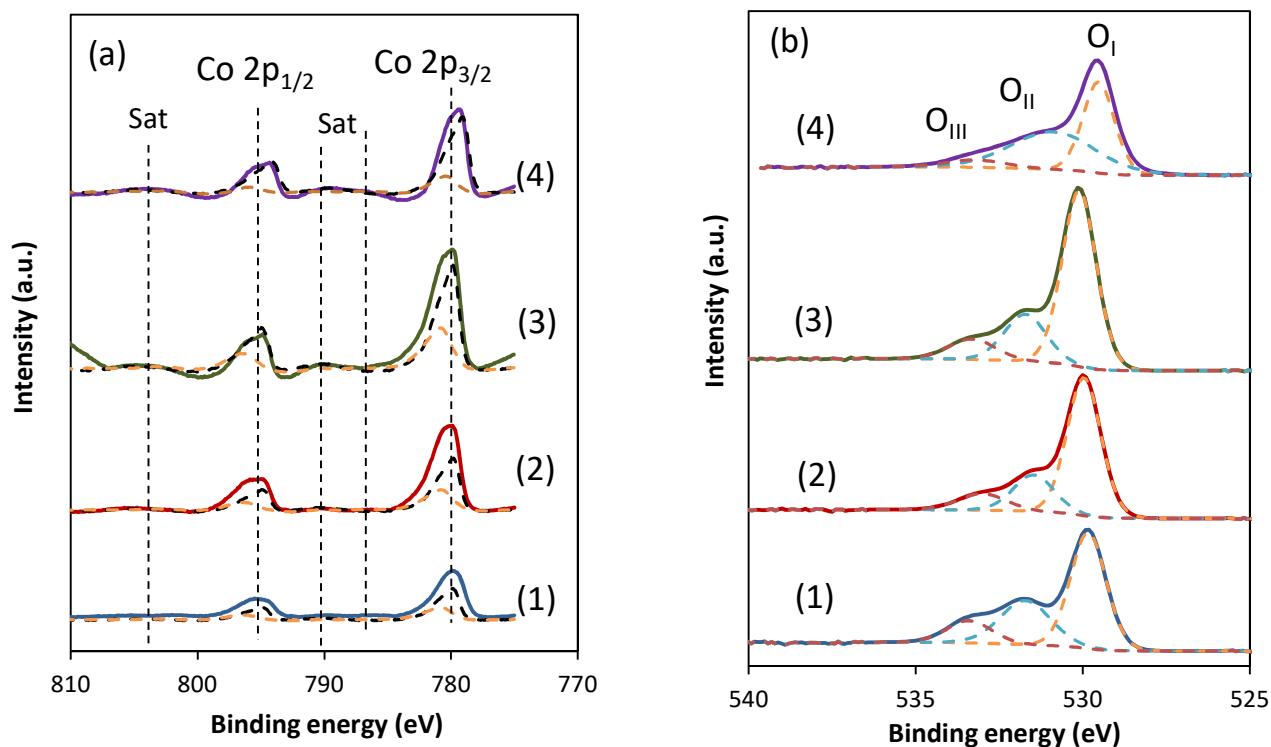 (a)
Co 2p1/2
Co 2p3/2
Sat
Sat
(4)
(3)
(2)
(1)
Intensity (a.u.)
810
800
790
780
770
Binding energy (eV)
(b)
OI
OII
OIII
(4)
(3)
(2)
(1)
Intensity (a.u.)
540
535
530
525
Binding energy (eV)